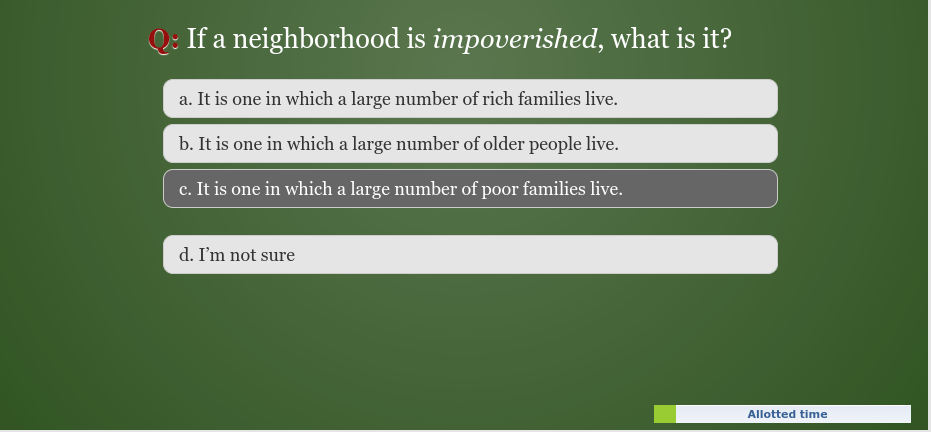 Q: If a neighborhood is impoverished, what is it?
a. It is one in which a large number of rich families live.
b. It is one in which a large number of older people live.
c. It is one in which a large number of poor families live.
d. I’m not sure
Allotted time